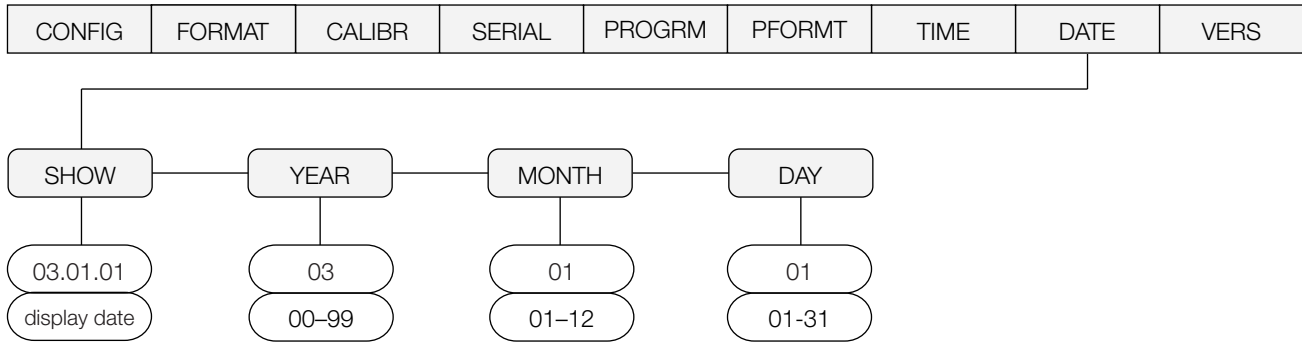 CONFIG FORMAT CALIBR SERIAL PROGRM PFORMT TIME DATE VERS
SHOW YEAR MONTH DAY
03.01.01 03 01 01
display date 00–99 01–12 01-31